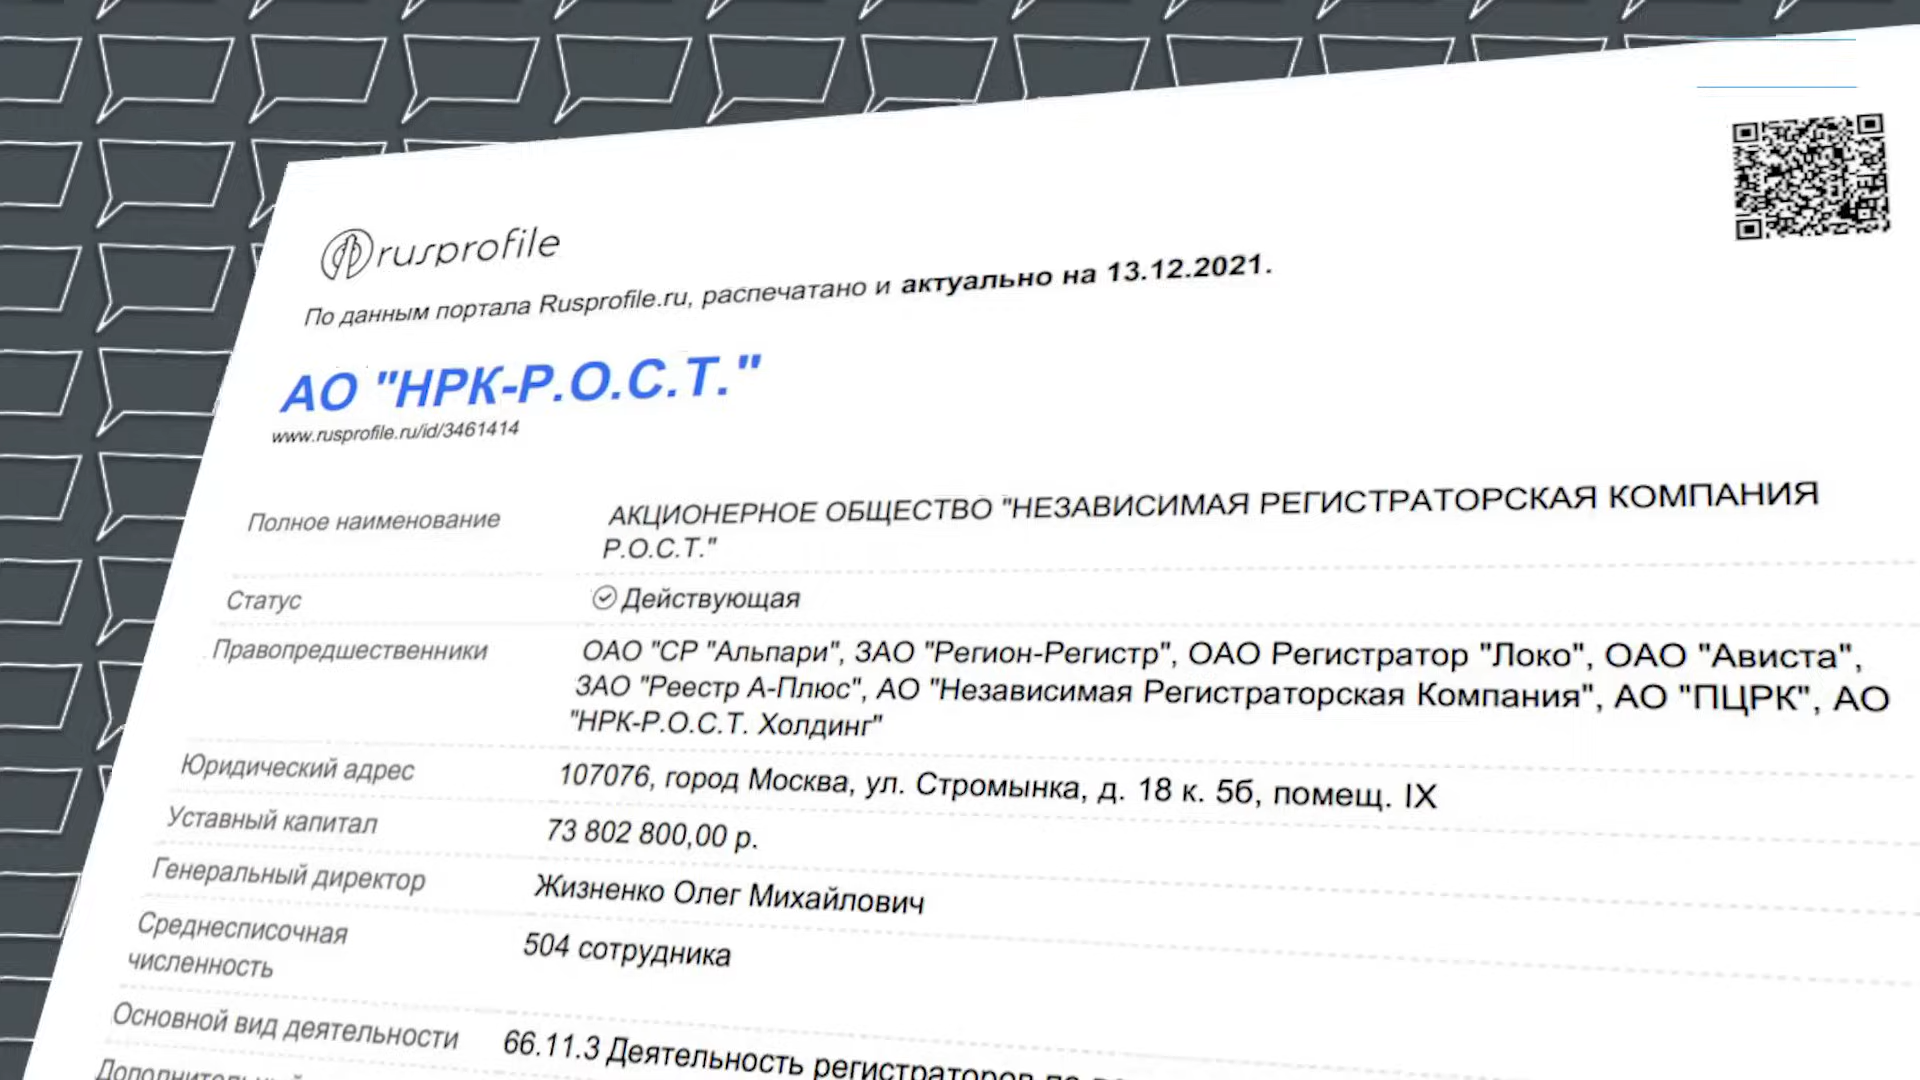 rusprofile
По данным портала Rusprofile.ru, распечатано и актуально на 13.12.2021.
АО "НРК-Р.О.С.Т."
www.rusprofile.ru/id/3461414
Полное наименование АКЦИОНЕРНОЕ ОБЩЕСТВО "НЕЗАВИСИМАЯ РЕГИСТРАТОРСКАЯ КОМПАНИЯ
Р.О.С.Т."
Статус Действующая
Правопредшественники ОАО "СР "Альпари", ЗАО "Регион-Регистр", ОАО Регистратор "Локо", ОАО "Ависта",
ЗАО "Реестр А-Плюс", АО "Независимая Регистраторская Компания", АО "ПЦРК", АО
"НРК-Р.О.С.Т. Холдинг"
Юридический адрес 107076, город Москва, ул. Стромынка, д. 18 к. 5б, помещ. IX
Уставный капитал 73 802 800,00 р.
Генеральный директор Жизненко Олег Михайлович
Среднесписочная 504 сотрудника
численность
Основной вид деятельности 66.11.3 Деятельность регистраторов по